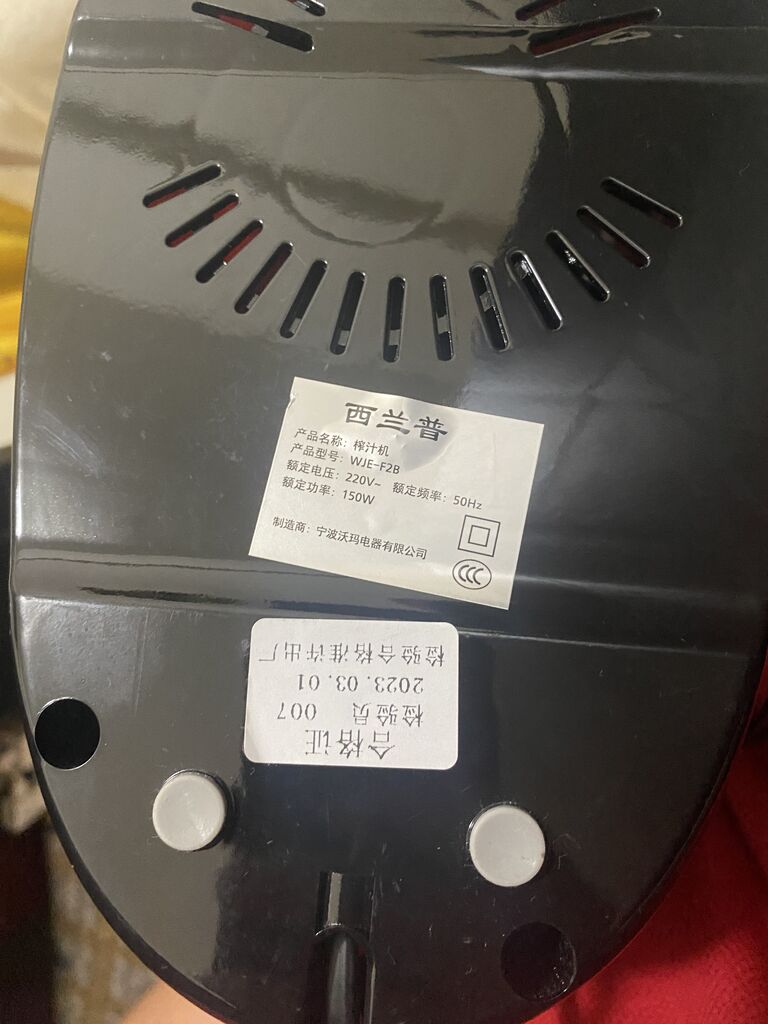 西兰普
产品名称：榨汁机
产品型号：WJE-F2B
额定电压：220V~ 额定频率：50Hz
额定功率：150W
制造商：宁波沃玛电器有限公司
CCC
合格证
检验员 007
2023.03.01
检验合格准许出厂